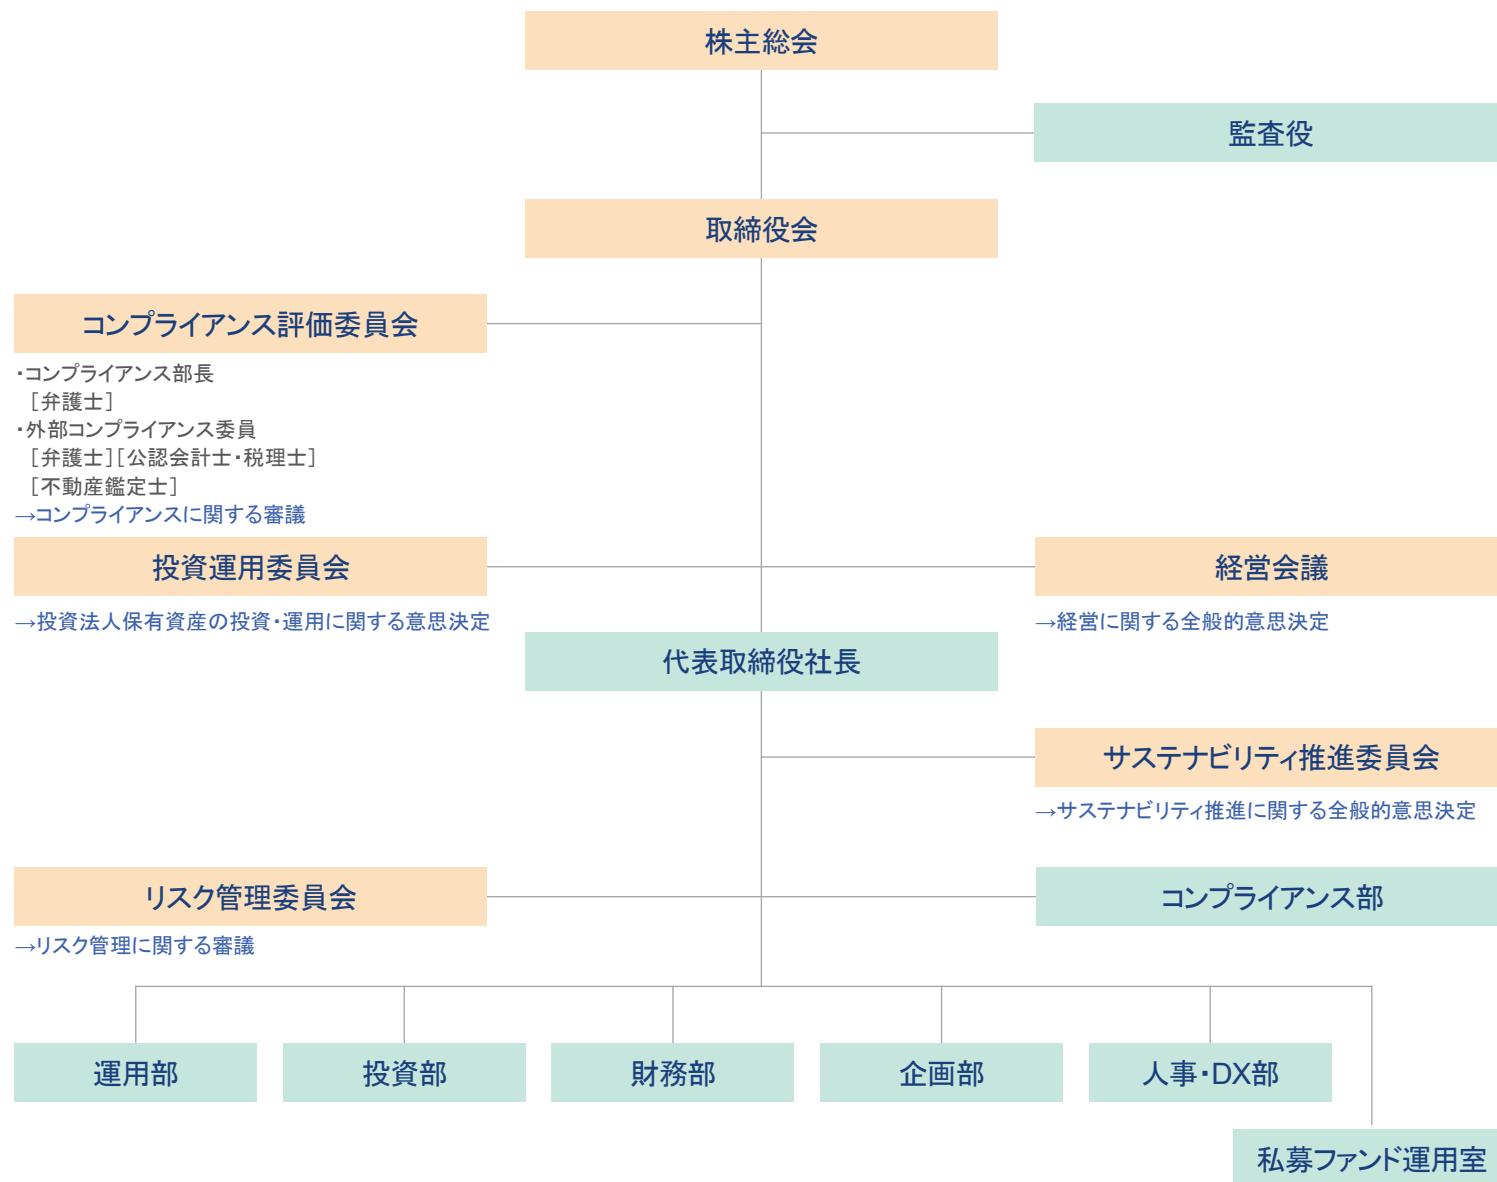 株主総会
監査役
取締役会
コンプライアンス評価委員会
・コンプライアンス部長
［弁護士］
・外部コンプライアンス委員
［弁護士］［公認会計士・税理士］
［不動産鑑定士］
→コンプライアンスに関する審議
投資運用委員会
→投資法人保有資産の投資・運用に関する意思決定
経営会議
→経営に関する全般的意思決定
代表取締役社長
サステナビリティ推進委員会
→サステナビリティ推進に関する全般的意思決定
リスク管理委員会
→リスク管理に関する審議
コンプライアンス部
運用部
投資部
財務部
企画部
人事・DX部
私募ファンド運用室